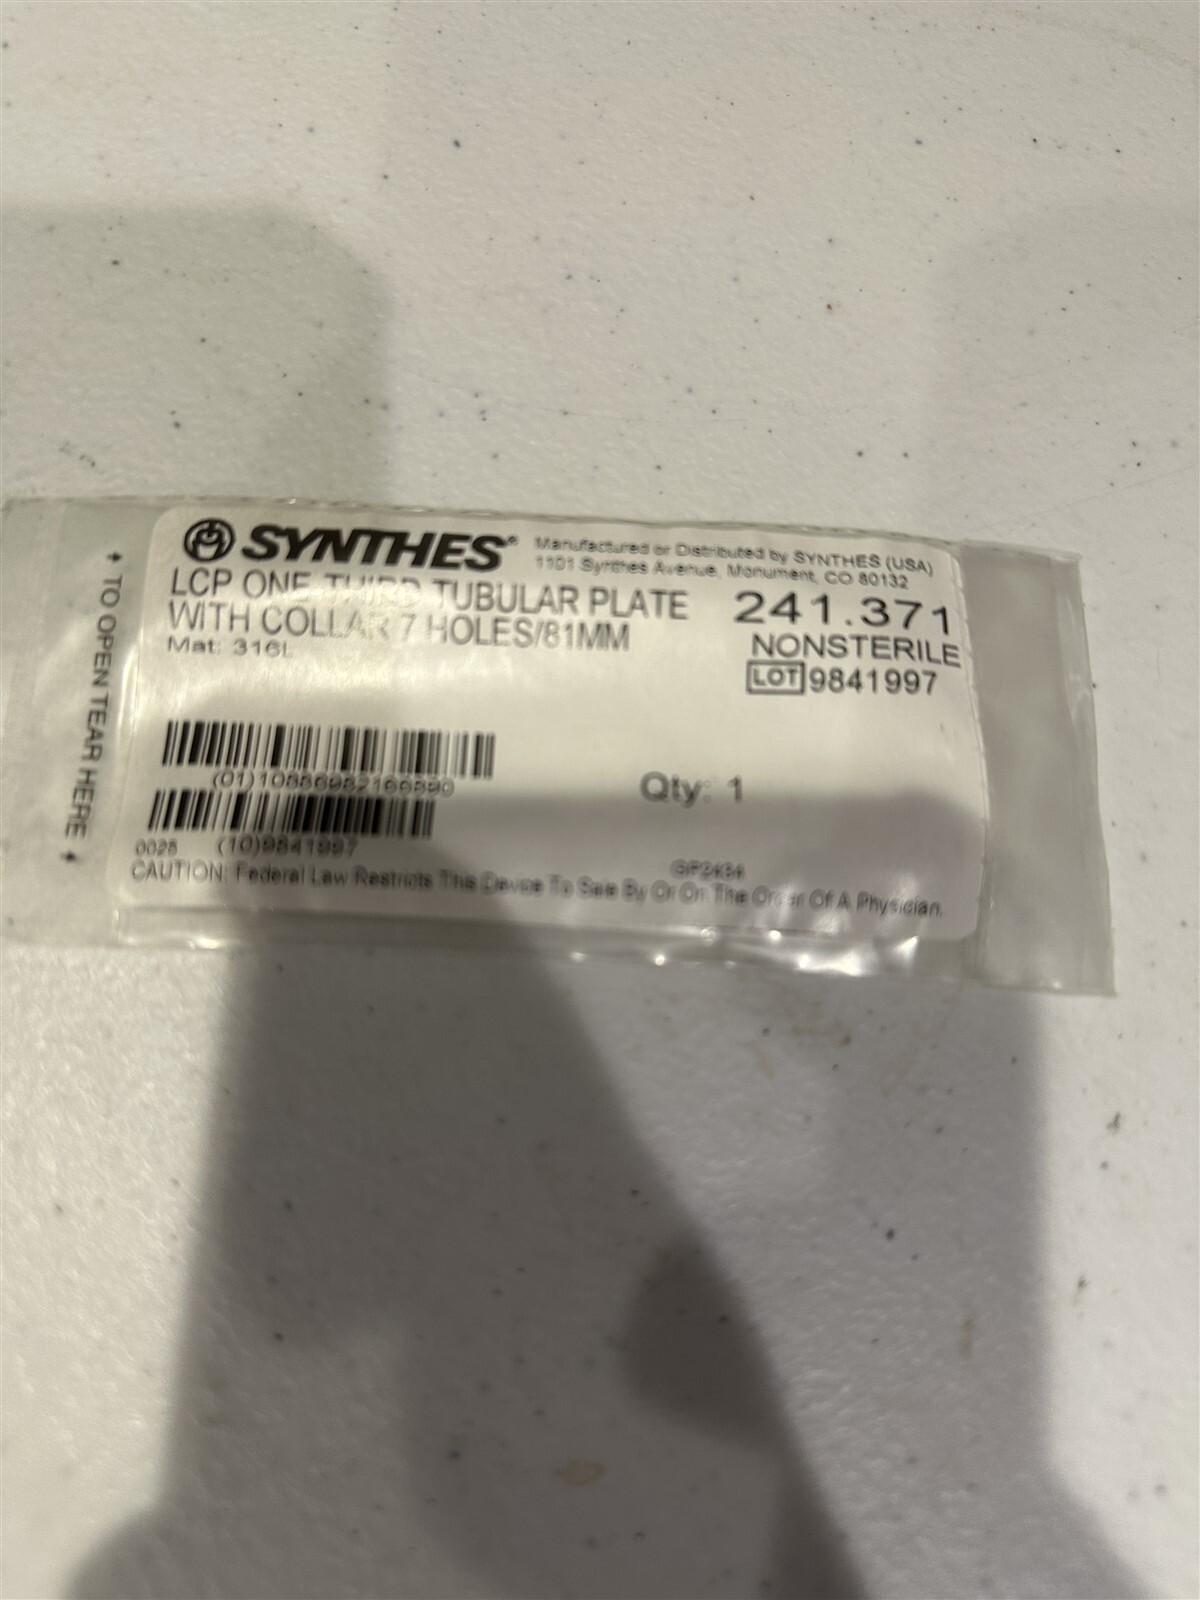 SYNTHES®
Manufactured or Distributed by SYNTHES (USA)
1101 Synthes Avenue, Monument, CO 80132
LCP ONE-THIRD TUBULAR PLATE
WITH COLLAR 7 HOLES/81MM
Mat: 316L
241.371
NONSTERILE
LOT 9841997
Qty: 1
(10)9841997
CAUTION: Federal Law Restricts This Device To Sale By Or On The Order Of A Physician.
TO OPEN TEAR HERE